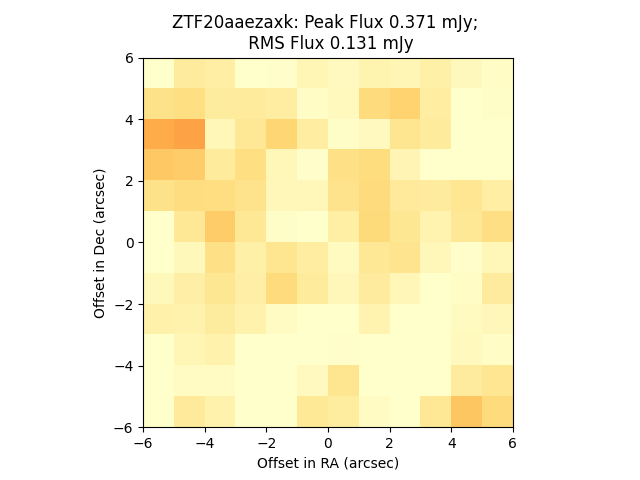 ZTF20aaezaxk: Peak Flux 0.371 mJy;
RMS Flux 0.131 mJy
6
4
2
0
−2
−4
−6
Offset in Dec (arcsec)
−6 −4 −2 0 2 4 6
Offset in RA (arcsec)